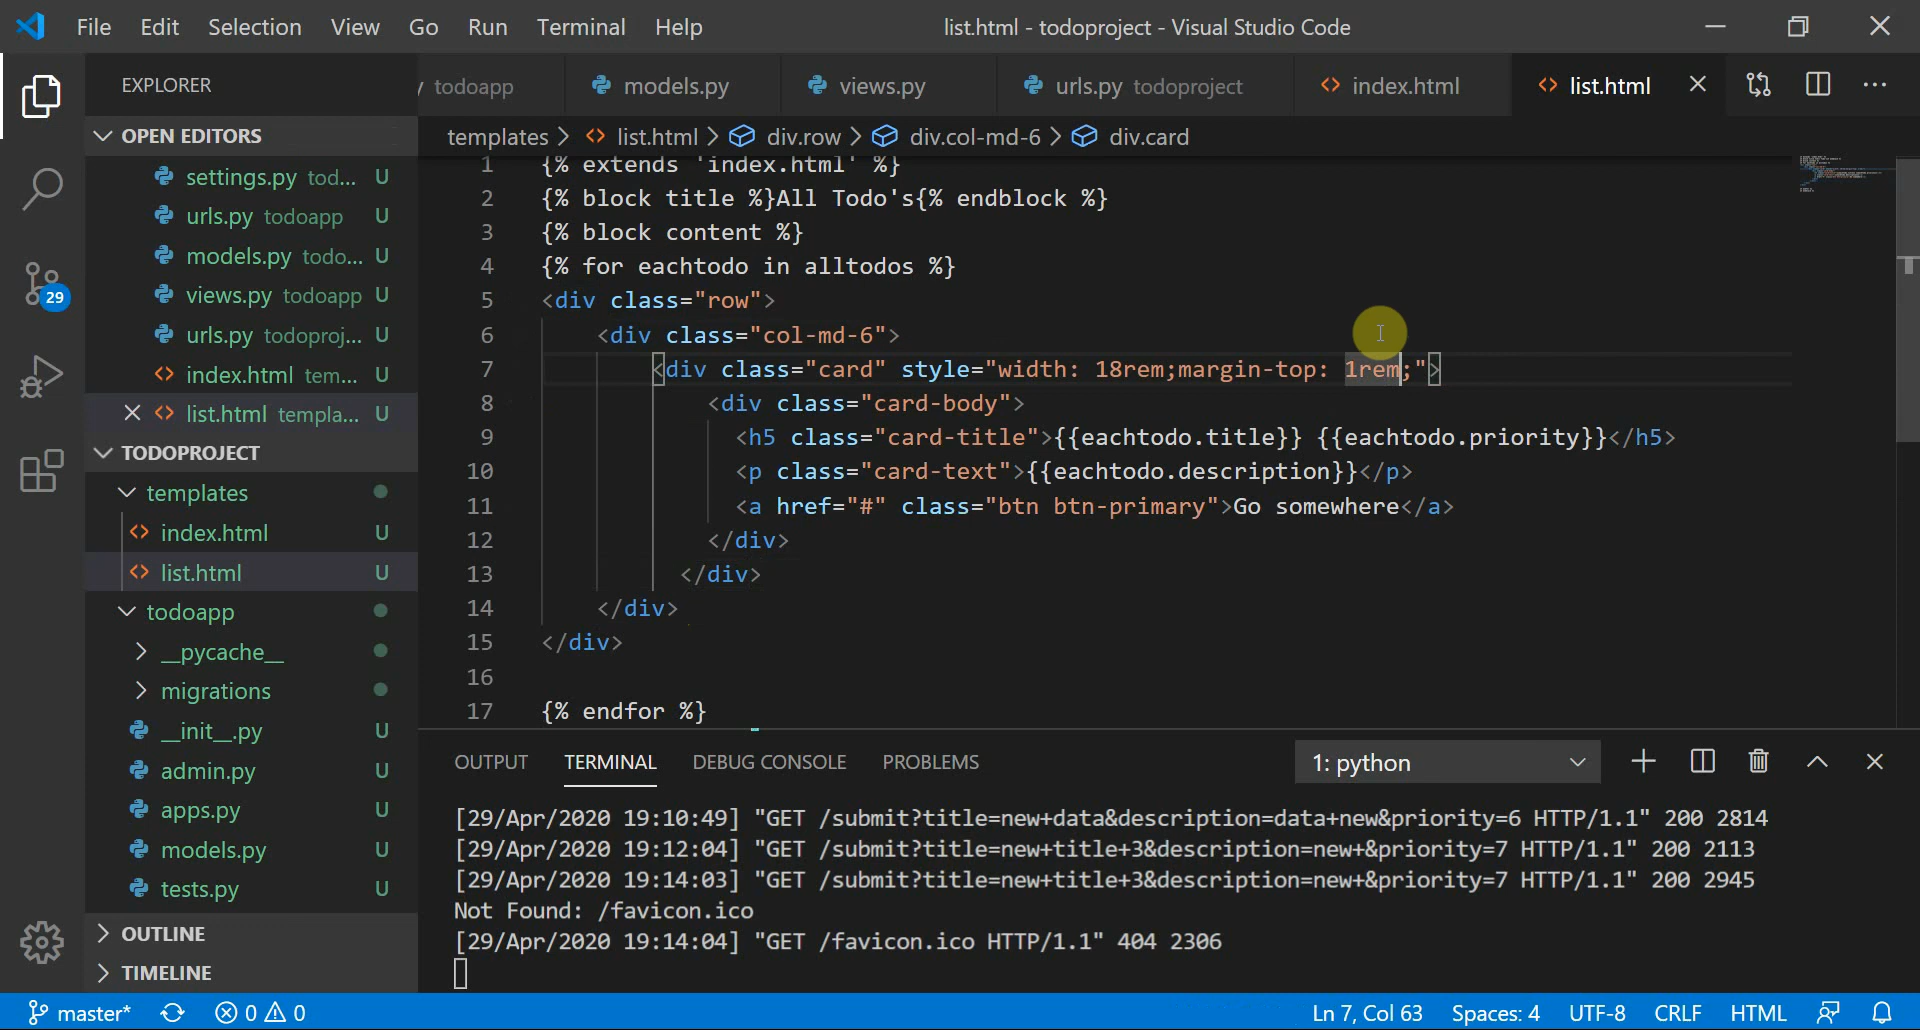 File Edit Selection View Go Run Terminal Help
list.html - todoproject - Visual Studio Code
EXPLORER
OPEN EDITORS
settings.py tod... U
urls.py todoapp U
models.py todo... U
views.py todoapp U
urls.py todoproj... U
index.html tem... U
list.html templa... U
TODOPROJECT
templates
index.html U
list.html U
todoapp
__pycache__
migrations
__init__.py U
admin.py U
apps.py U
models.py U
tests.py U
OUTLINE
TIMELINE
29
todoapp models.py views.py urls.py todoproject index.html list.html
templates > list.html > div.row > div.col-md-6 > div.card
1 {% extends 'index.html' %}
2 {% block title %}All Todo's{% endblock %}
3 {% block content %}
4 {% for eachtodo in alltodos %}
5 <div class="row">
6 <div class="col-md-6">
7 <div class="card" style="width: 18rem;margin-top: 1rem;">
8 <div class="card-body">
9 <h5 class="card-title">{{eachtodo.title}} {{eachtodo.priority}}</h5>
10 <p class="card-text">{{eachtodo.description}}</p>
11 <a href="#" class="btn btn-primary">Go somewhere</a>
12 </div>
13 </div>
14 </div>
15 </div>
16
17 {% endfor %}
OUTPUT TERMINAL DEBUG CONSOLE PROBLEMS
1: python
[29/Apr/2020 19:10:49] "GET /submit?title=new+data&description=data+new&priority=6 HTTP/1.1" 200 2814
[29/Apr/2020 19:12:04] "GET /submit?title=new+title+3&description=new+&priority=7 HTTP/1.1" 200 2113
[29/Apr/2020 19:14:03] "GET /submit?title=new+title+3&description=new+&priority=7 HTTP/1.1" 200 2945
Not Found: /favicon.ico
[29/Apr/2020 19:14:04] "GET /favicon.ico HTTP/1.1" 404 2306
master* 0 0
Ln 7, Col 63 Spaces: 4 UTF-8 CRLF HTML